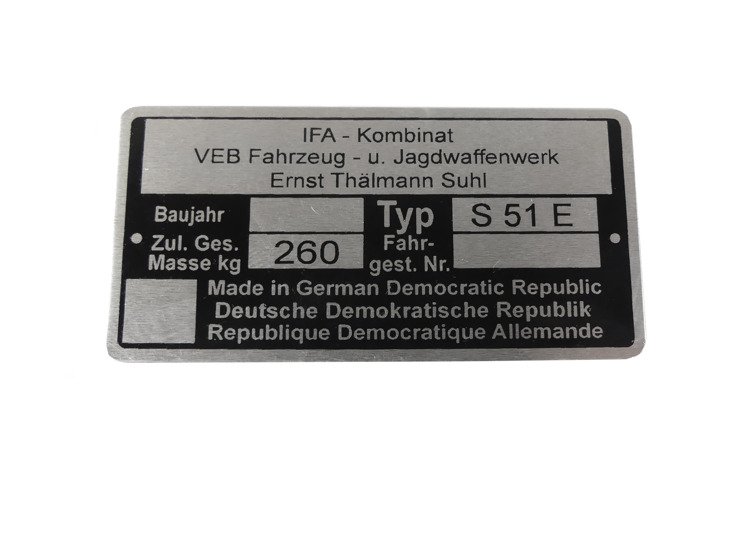 IFA - Kombinat
VEB Fahrzeug - u. Jagdwaffenwerk
Ernst Thälmann Suhl
Baujahr Typ S 51 E
Zul. Ges. Masse kg 260 Fahr- gest. Nr.
Made in German Democratic Republic
Deutsche Demokratische Republik
Republique Democratique Allemande